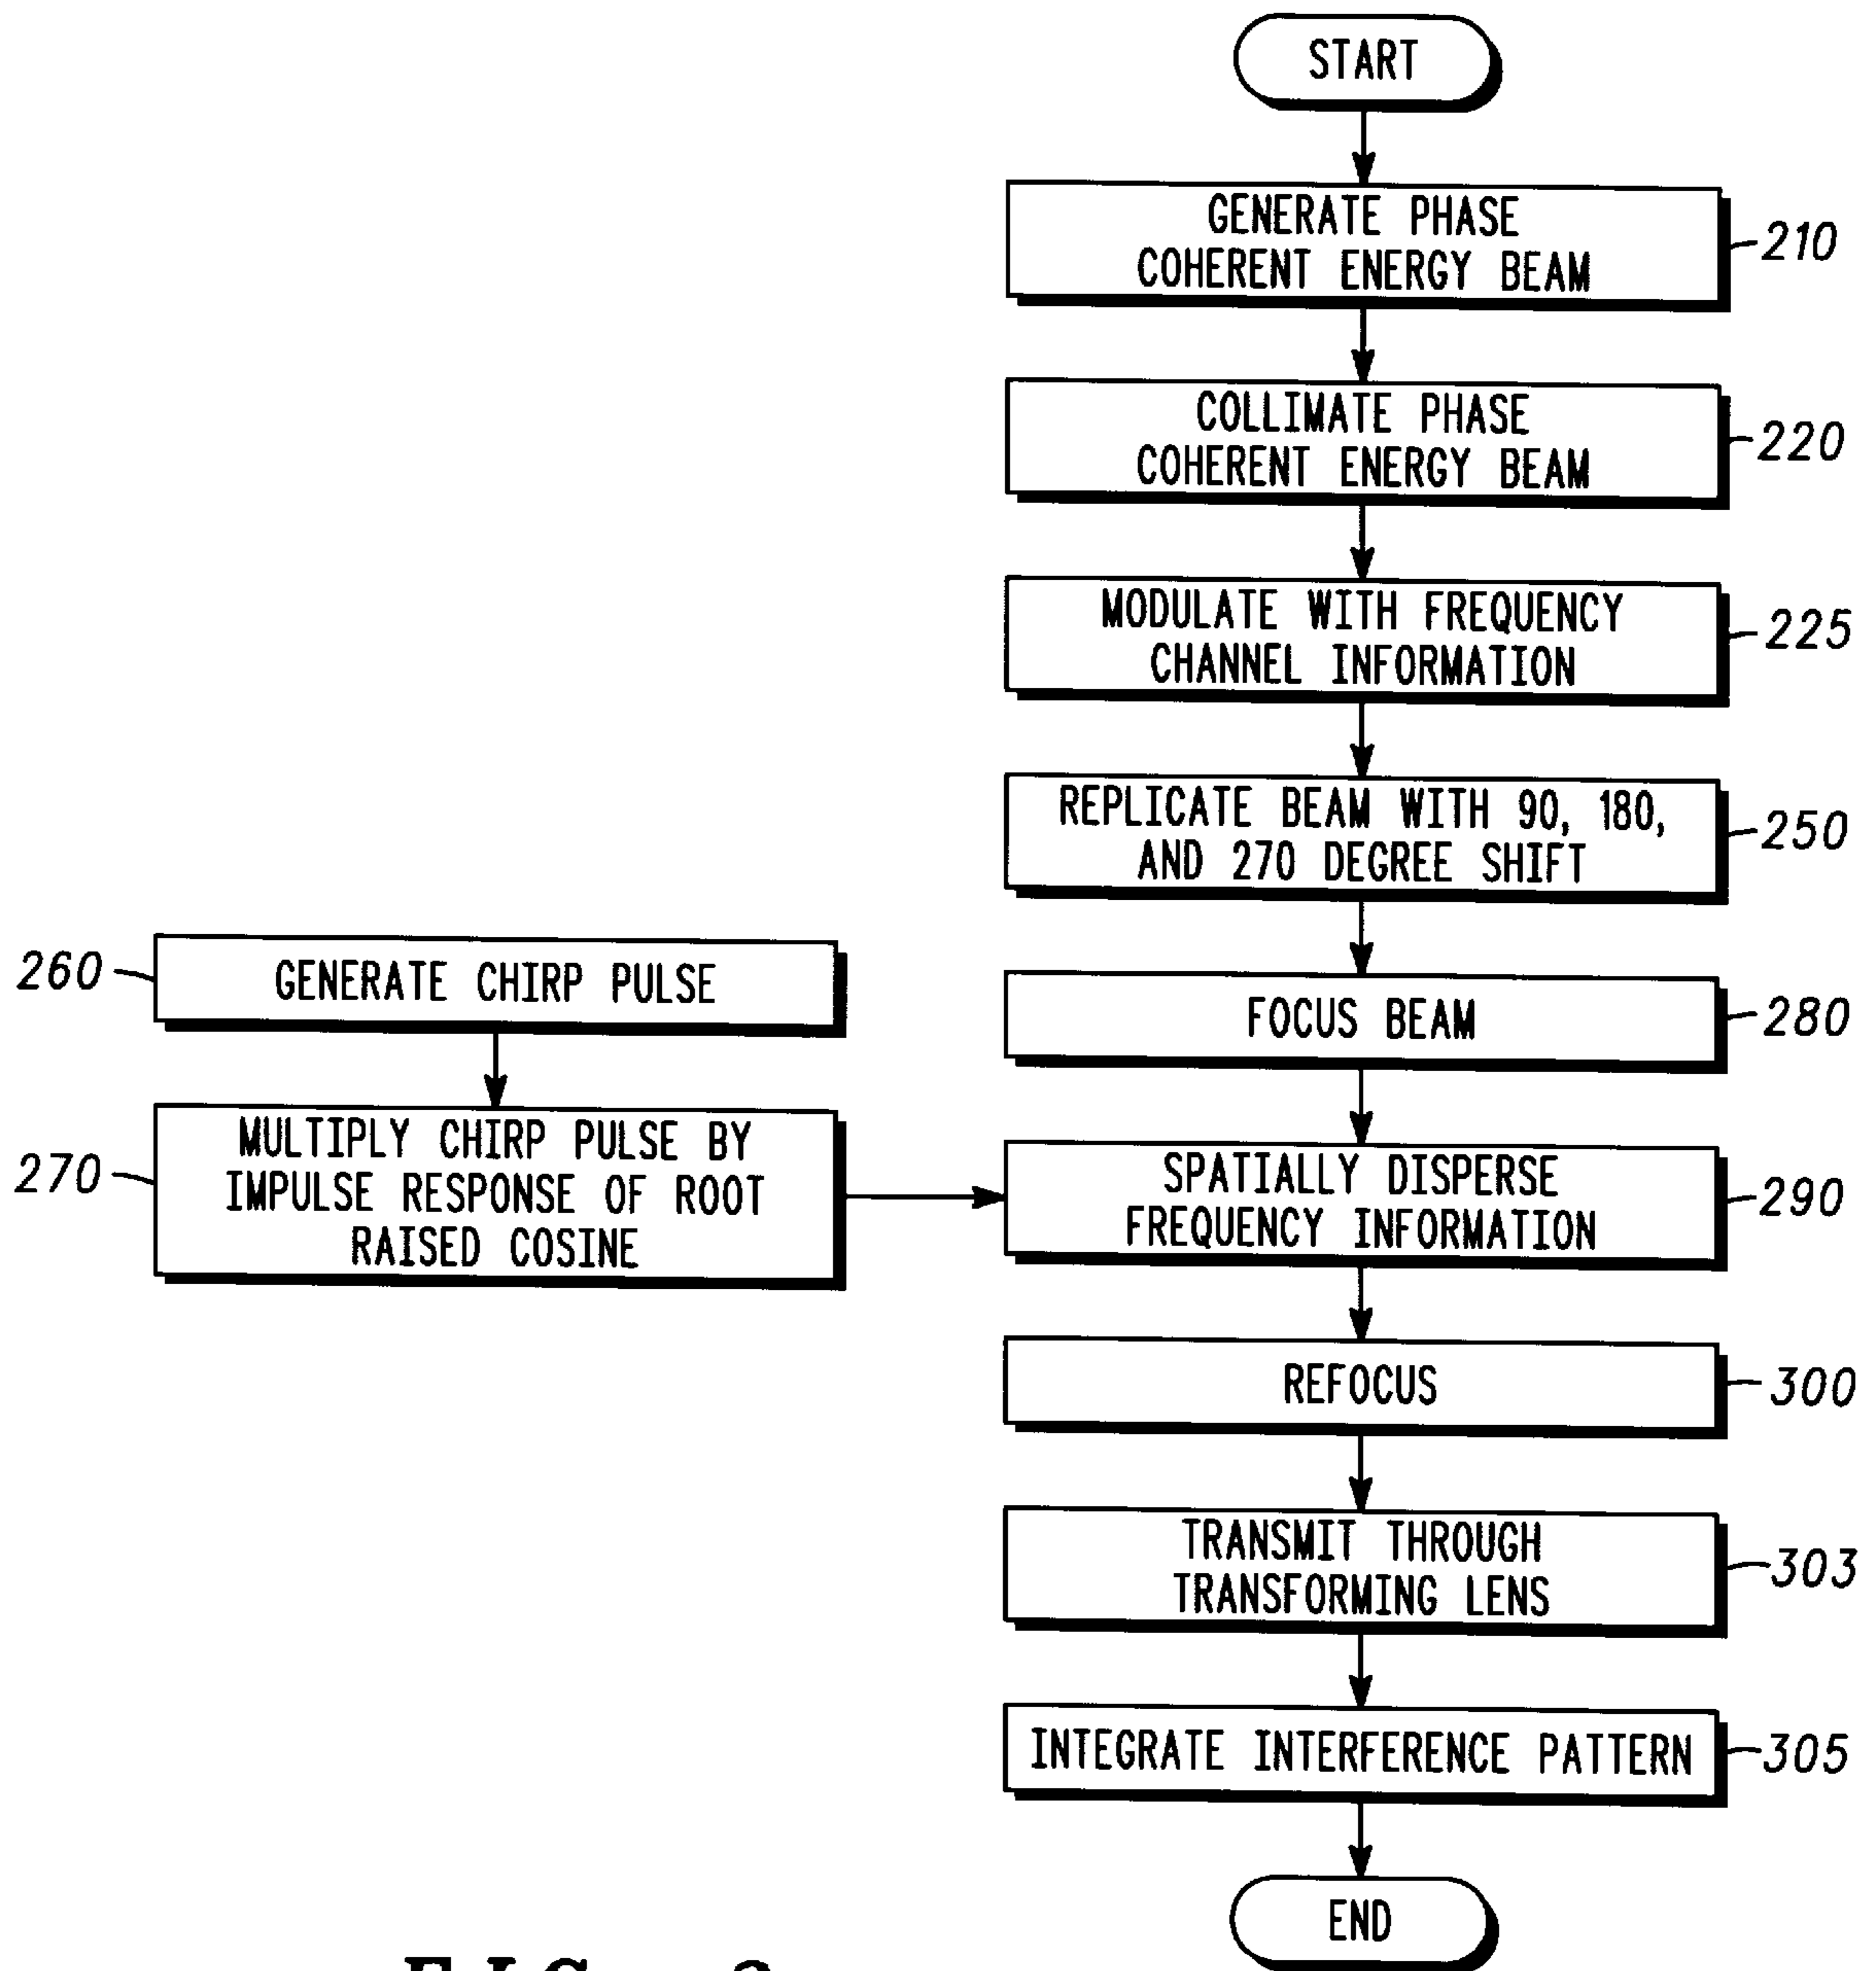 START
GENERATE PHASE
COHERENT ENERGY BEAM
210
COLLIMATE PHASE
COHERENT ENERGY BEAM
220
MODULATE WITH FREQUENCY
CHANNEL INFORMATION
225
REPLICATE BEAM WITH 90, 180,
AND 270 DEGREE SHIFT
250
260
GENERATE CHIRP PULSE
FOCUS BEAM
280
270
MULTIPLY CHIRP PULSE BY
IMPULSE RESPONSE OF ROOT
RAISED COSINE
SPATIALLY DISPERSE
FREQUENCY INFORMATION
290
REFOCUS
300
TRANSMIT THROUGH
TRANSFORMING LENS
303
INTEGRATE INTERFERENCE PATTERN
305
END